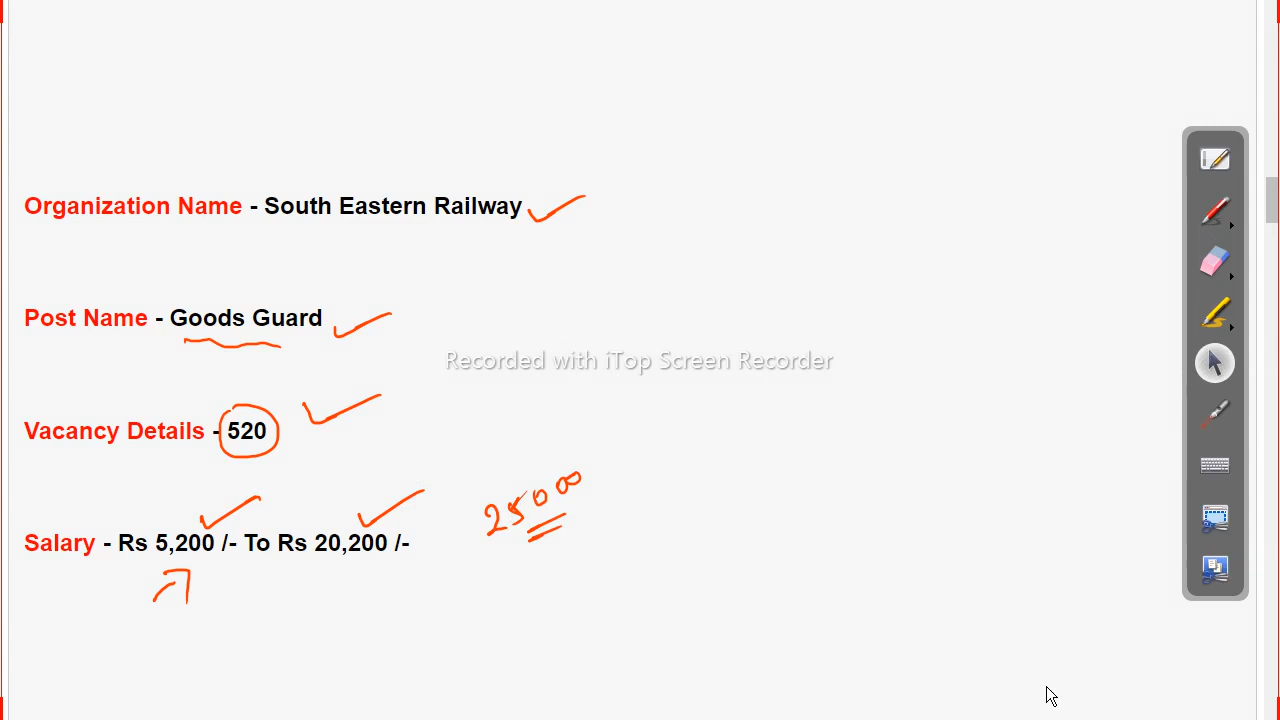 Organization Name - South Eastern Railway
Post Name - Goods Guard
Recorded with iTop Screen Recorder
Vacancy Details - 520
25000
Salary - Rs 5,200 /- To Rs 20,200 /-